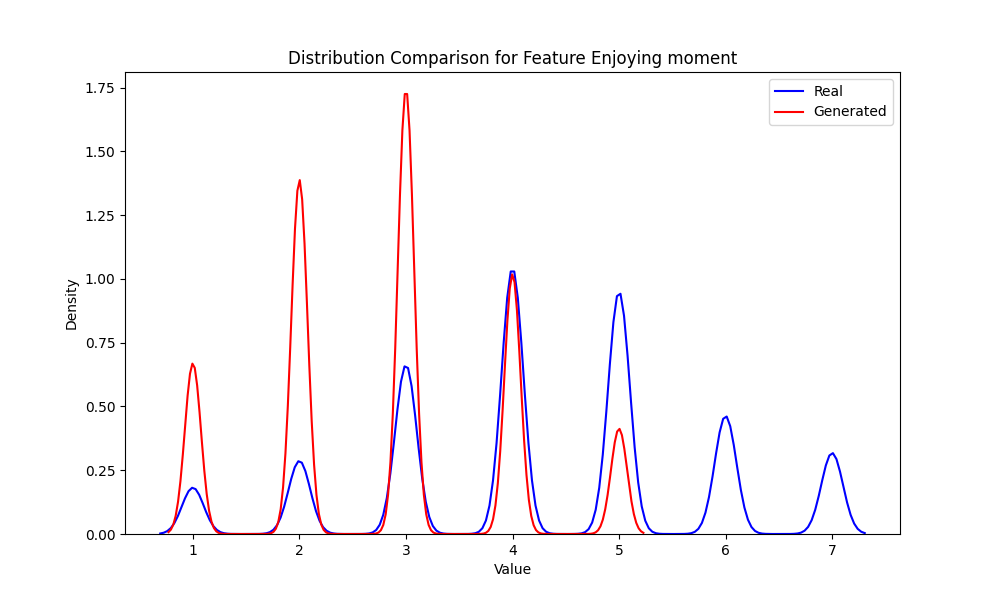 Distribution Comparison for Feature Enjoying moment
Real
Generated
Density
1.75
1.50
1.25
1.00
0.75
0.50
0.25
0.00
1 2 3 4 5 6 7
Value